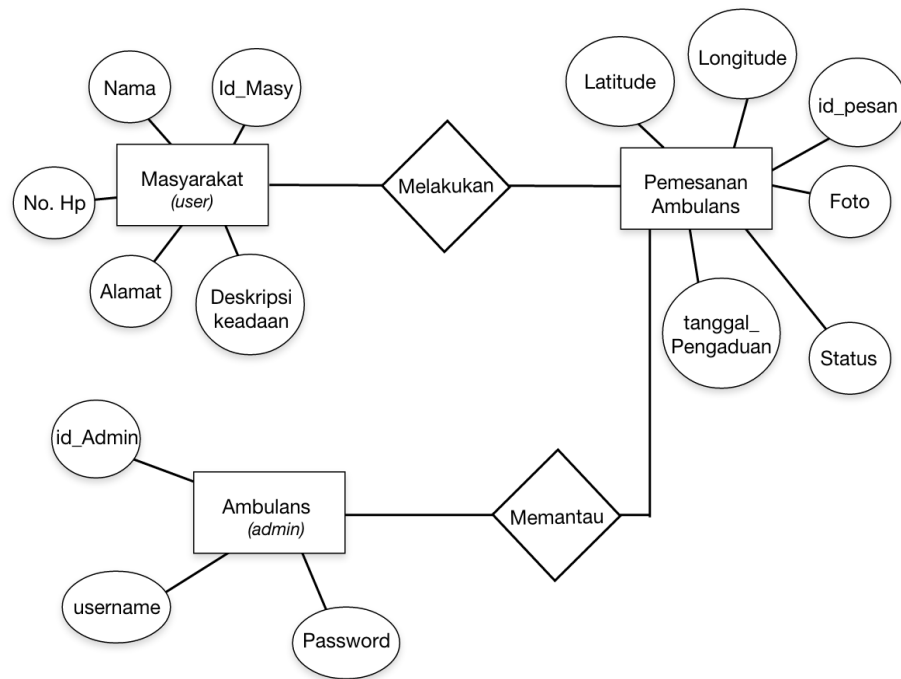 Nama
Id_Masy
Masyarakat
(user)
No. Hp
Alamat
Deskripsi
keadaan
Melakukan
Latitude
Longitude
id_pesan
Pemesanan
Ambulans
Foto
tanggal_
Pengaduan
Status
id_Admin
Ambulans
(admin)
Memantau
username
Password